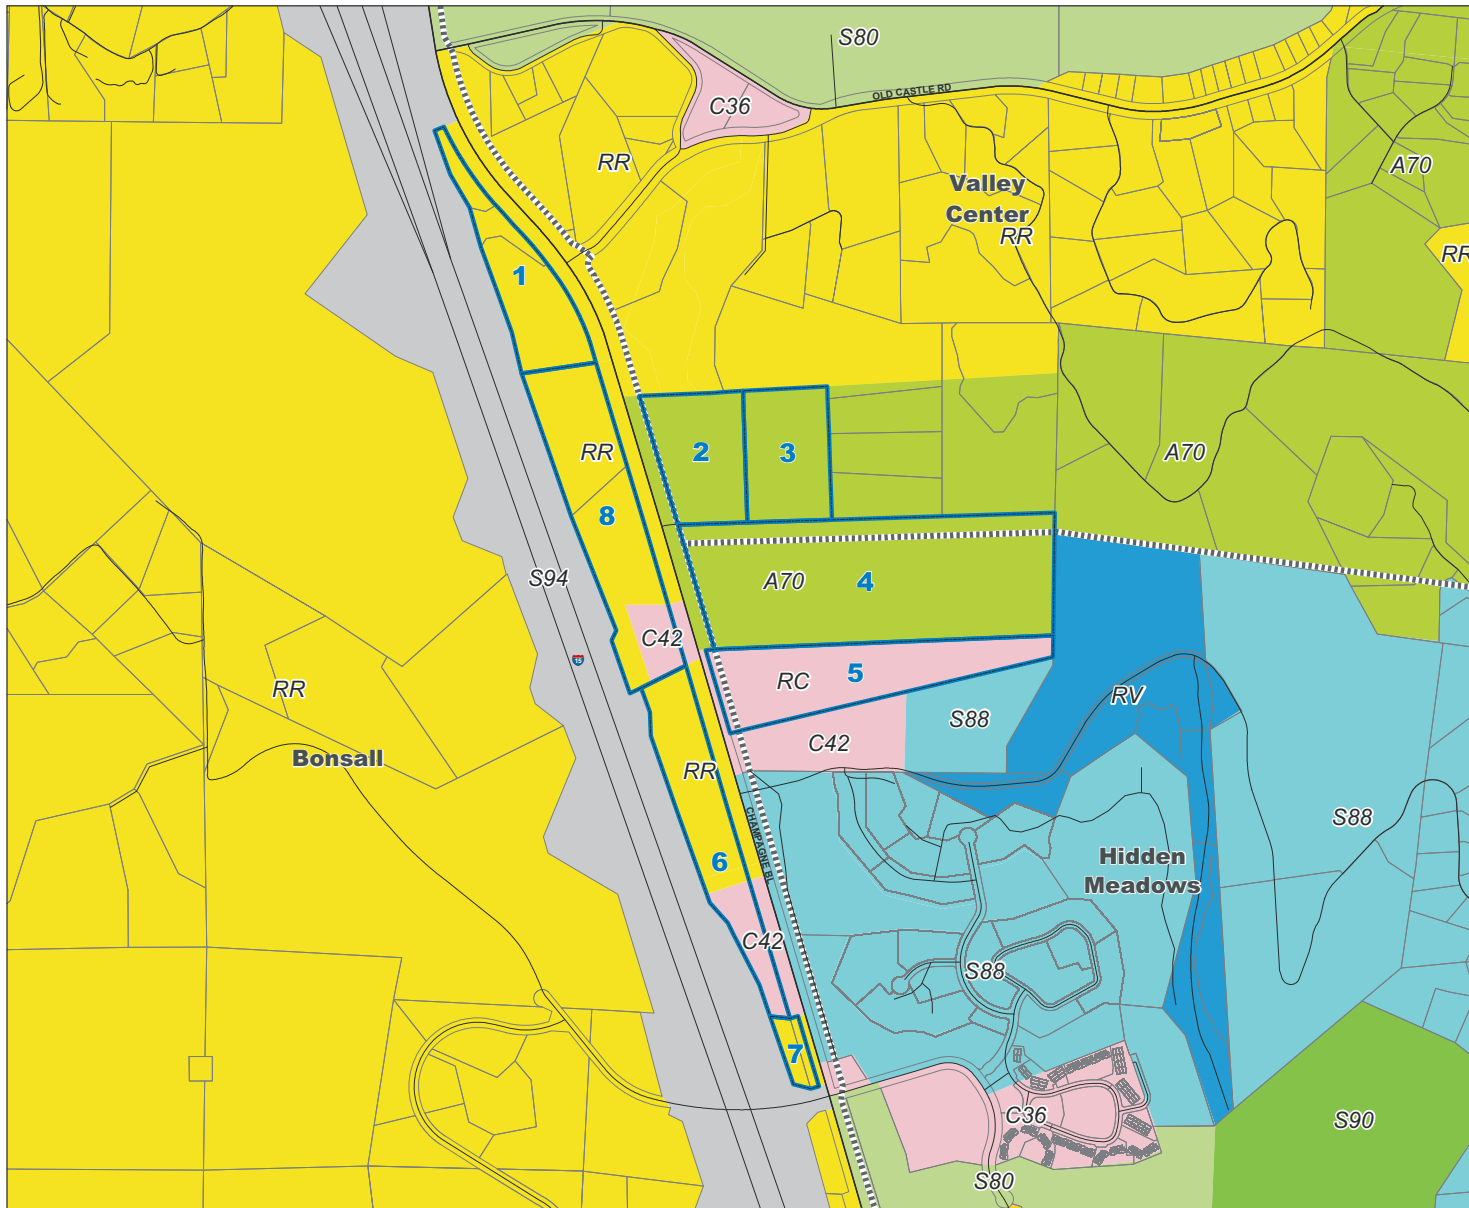 S80
OLD CASTLE RD
C36
RR
A70
Valley
Center
RR
RR
1
RR
2
3
A70
8
S94
A70
4
C42
15
RC
5
RR
RV
S88
C42
Bonsall
RR
CHAMPAGNE BL
S88
6
Hidden
Meadows
C42
S88
7
C36
S90
S80